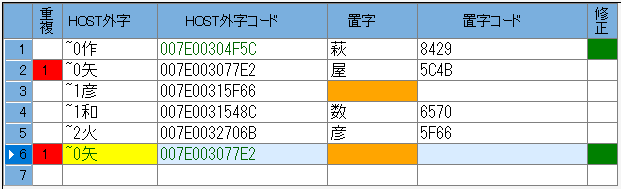 重複 HOST外字 HOST外字コード 置字 置字コード 修正
1 ~0作 007E00304F5C 萩 8429
2 1 ~0矢 007E003077E2 屋 5C4B
3 ~1彦 007E00315F66
4 ~1和 007E0031548C 数 6570
5 ~2火 007E0032706B 彦 5F66
6 1 ~0矢 007E003077E2
7